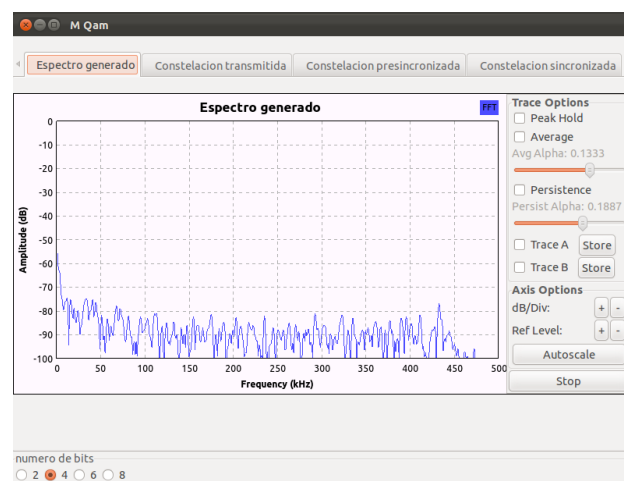 M Qam
Espectro generado
Constelacion transmitida
Constelacion presincronizada
Constelacion sincronizada
Espectro generado
FFT
Amplitude (dB)
0
-10
-20
-30
-40
-50
-60
-70
-80
-90
-100
0 50 100 150 200 250 300 350 400 450 500
Frequency (kHz)
Trace Options
Peak Hold
Average
Avg Alpha: 0.1333
Persistence
Persist Alpha: 0.1887
Trace A Store
Trace B Store
Axis Options
dB/Div: + -
Ref Level: + -
Autoscale
Stop
numero de bits
2 4 6 8